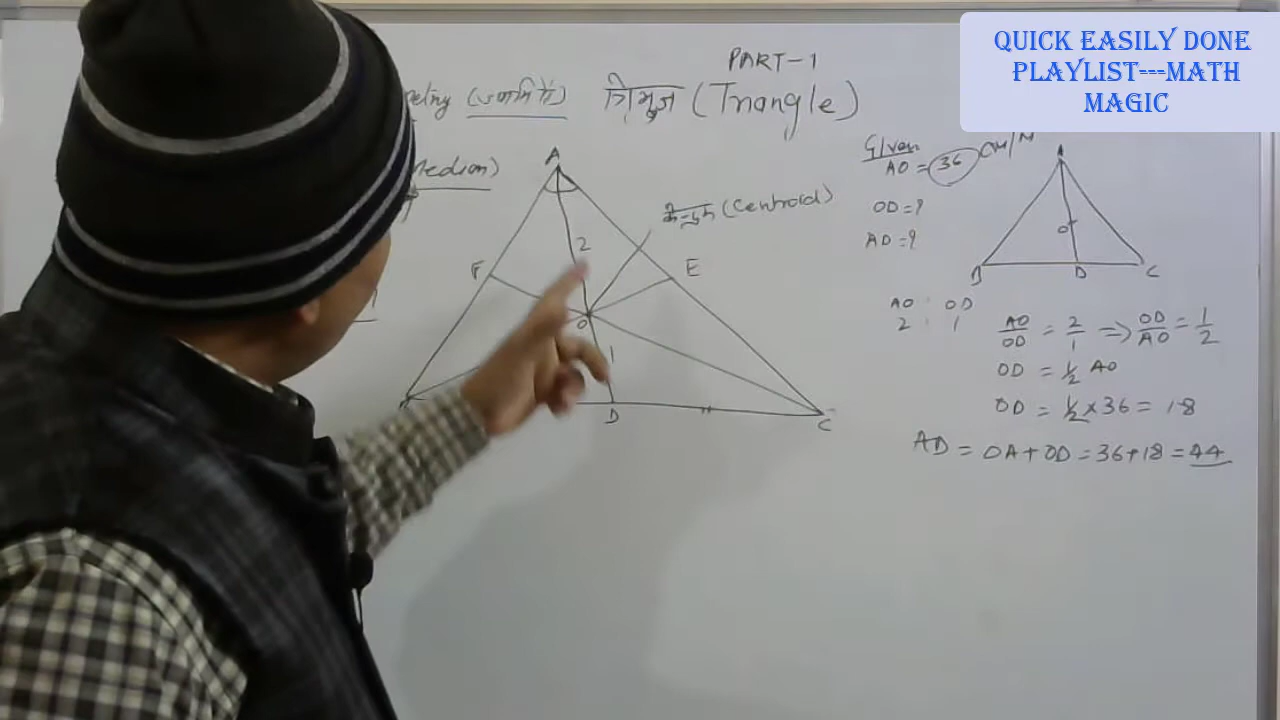 QUICK EASILY DONE
PLAYLIST---MATH
MAGIC
PART-1
त्रिभुज (Triangle)
A
F
E
2
O
1
D
C
(Centroid)
Given
AO = 36 CM/M
OD = ?
AD = ?
A
O
B
D
C
AO : OD
2 : 1
AO/OD = 2/1 => OD/AO = 1/2
OD = 1/2 AO
OD = 1/2 × 36 = 18
AD = OA + OD = 36 + 18 = 44